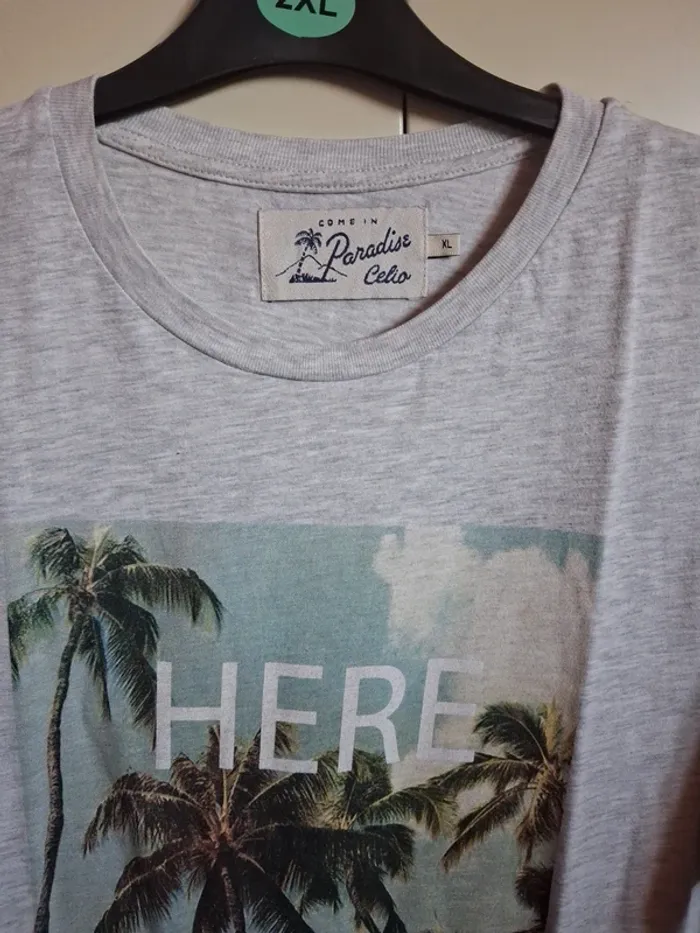 2XL
COME IN
Paradise
Celio
XL
HERE